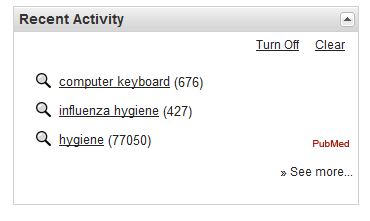 Recent Activity
Turn Off Clear
computer keyboard (676)
influenza hygiene (427)
hygiene (77050)
PubMed
» See more...